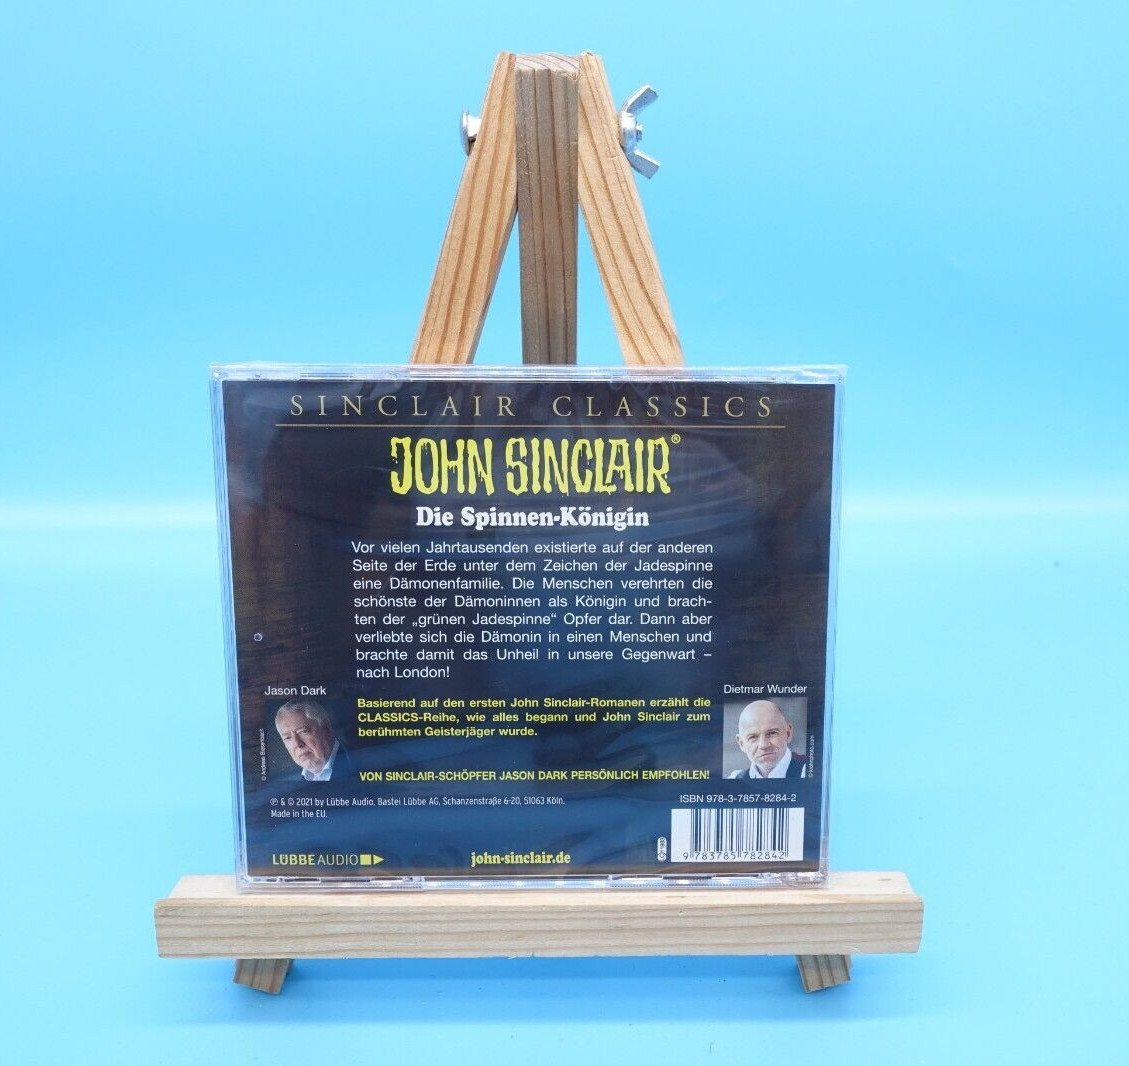 SINCLAIR CLASSICS
JOHN SINCLAIR®
Die Spinnen-Königin
Vor vielen Jahrtausenden existierte auf der anderen
Seite der Erde unter dem Zeichen der Jadespinne
eine Dämonenfamilie. Die Menschen verehrten die
schönste der Dämoninnen als Königin und brach-
ten der „grünen Jadespinne“ Opfer dar. Dann aber
verliebte sich die Dämonin in einen Menschen und
brachte damit das Unheil in unsere Gegenwart –
nach London!
Jason Dark
Dietmar Wunder
Basierend auf den ersten John Sinclair-Romanen erzählt die
CLASSICS-Reihe, wie alles begann und John Sinclair zum
berühmten Geisterjäger wurde.
VON SINCLAIR-SCHÖPFER JASON DARK PERSÖNLICH EMPFOHLEN!
℗ & © 2021 by Lübbe Audio, Bastei Lübbe AG, Schanzenstraße 6-20, 51063 Köln.
Made in the EU.
ISBN 978-3-7857-8284-2
9 783785 782842
LÜBBE AUDIO
john-sinclair.de